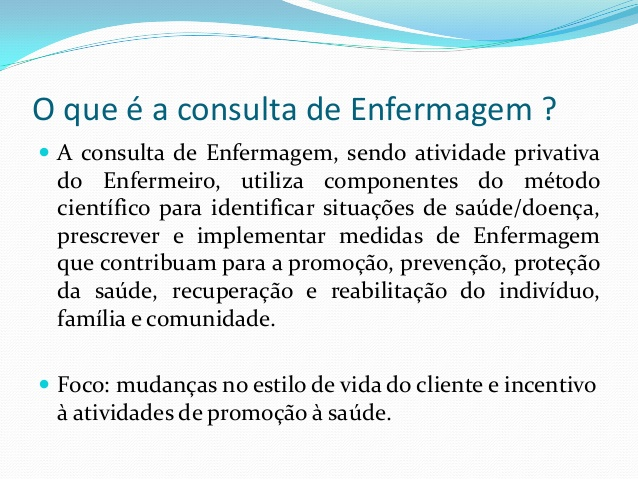 O que é a consulta de Enfermagem ?
• A consulta de Enfermagem, sendo atividade privativa
do Enfermeiro, utiliza componentes do método
científico para identificar situações de saúde/doença,
prescrever e implementar medidas de Enfermagem
que contribuam para a promoção, prevenção, proteção
da saúde, recuperação e reabilitação do indivíduo,
família e comunidade.
• Foco: mudanças no estilo de vida do cliente e incentivo
à atividades de promoção à saúde.